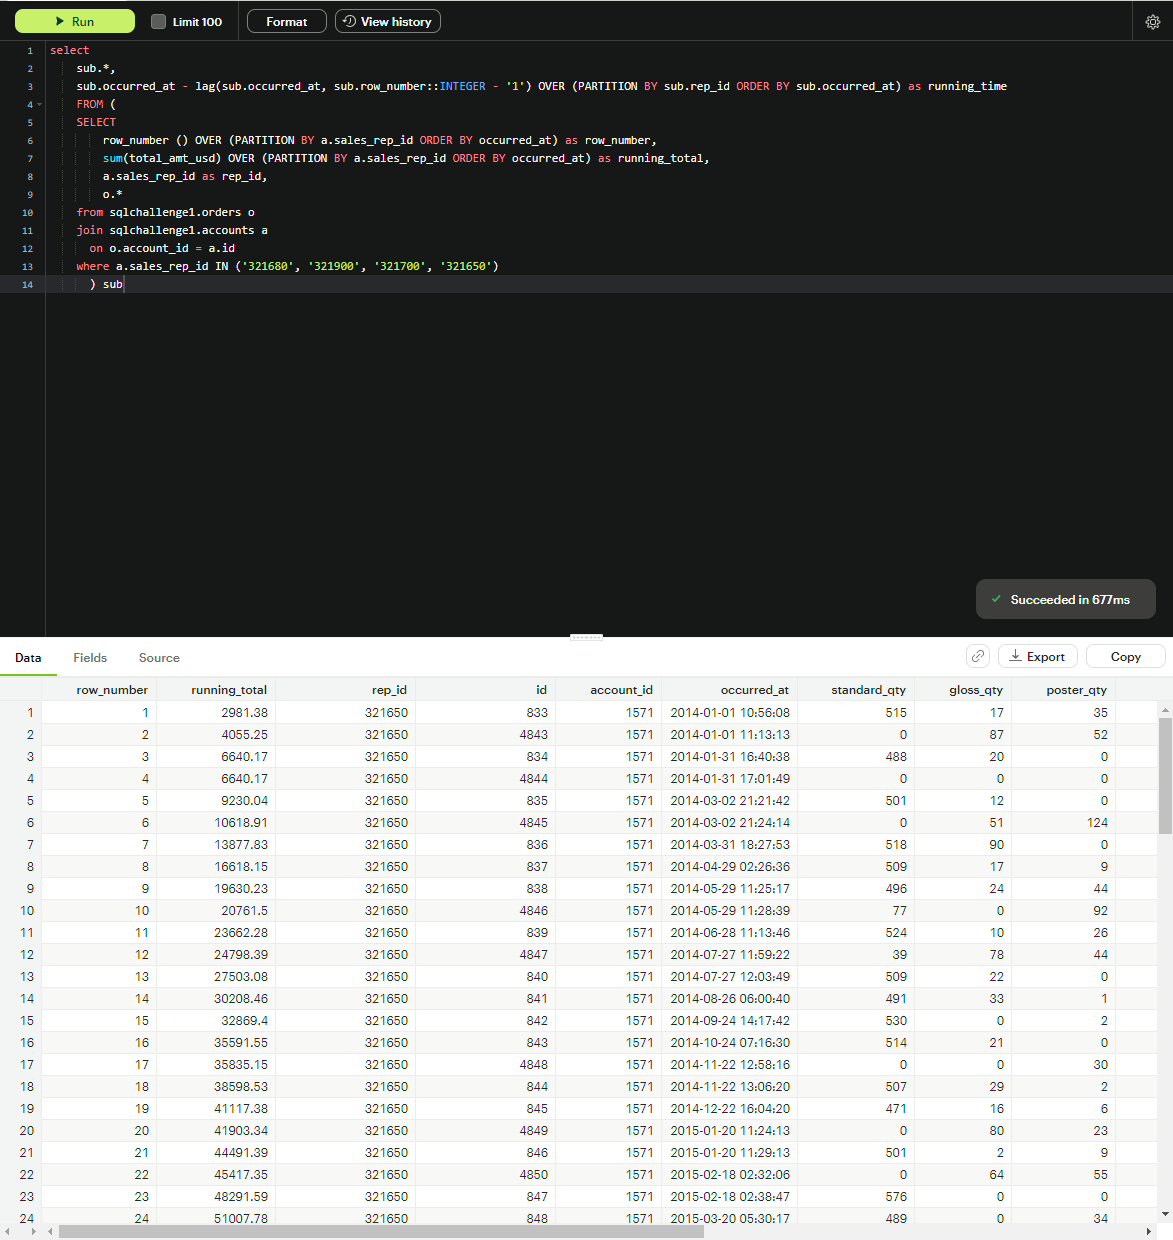 Run Limit 100 Format View history
1 select
2 sub.*,
3 sub.occurred_at - lag(sub.occurred_at, sub.row_number::INTEGER - '1') OVER (PARTITION BY sub.rep_id ORDER BY sub.occurred_at) as running_time
4 FROM (
5 SELECT
6 row_number () OVER (PARTITION BY a.sales_rep_id ORDER BY occurred_at) as row_number,
7 sum(total_amt_usd) OVER (PARTITION BY a.sales_rep_id ORDER BY occurred_at) as running_total,
8 a.sales_rep_id as rep_id,
9 o.*
10 from sqlchallenge1.orders o
11 join sqlchallenge1.accounts a
12 on o.account_id = a.id
13 where a.sales_rep_id IN ('321680', '321900', '321700', '321650')
14 ) sub
Succeeded in 677ms
Data Fields Source Export Copy
row_number running_total rep_id id account_id occurred_at standard_qty gloss_qty poster_qty
1 1 2981.38 321650 833 1571 2014-01-01 10:56:08 515 17 35
2 2 4055.25 321650 4843 1571 2014-01-01 11:13:13 0 87 52
3 3 6640.17 321650 834 1571 2014-01-31 16:40:38 488 20 0
4 4 6640.17 321650 4844 1571 2014-01-31 17:01:49 0 0 0
5 5 9230.04 321650 835 1571 2014-03-02 21:21:42 501 12 0
6 6 10618.91 321650 4845 1571 2014-03-02 21:24:14 0 51 124
7 7 13877.83 321650 836 1571 2014-03-31 18:27:53 518 90 0
8 8 16618.15 321650 837 1571 2014-04-29 02:26:36 509 17 9
9 9 19630.23 321650 838 1571 2014-05-29 11:25:17 496 24 44
10 10 20761.5 321650 4846 1571 2014-05-29 11:28:39 77 0 92
11 11 23662.28 321650 839 1571 2014-06-28 11:13:46 524 10 26
12 12 24798.39 321650 4847 1571 2014-07-27 11:59:22 39 78 44
13 13 27503.08 321650 840 1571 2014-07-27 12:03:49 509 22 0
14 14 30208.46 321650 841 1571 2014-08-26 06:00:40 491 33 1
15 15 32869.4 321650 842 1571 2014-09-24 14:17:42 530 0 2
16 16 35591.55 321650 843 1571 2014-10-24 07:16:30 514 21 0
17 17 35835.15 321650 4848 1571 2014-11-22 12:58:16 0 0 30
18 18 38598.53 321650 844 1571 2014-11-22 13:06:20 507 29 2
19 19 41117.38 321650 845 1571 2014-12-22 16:04:20 471 16 6
20 20 41903.34 321650 4849 1571 2015-01-20 11:24:13 0 80 23
21 21 44491.39 321650 846 1571 2015-01-20 11:29:13 501 2 9
22 22 45417.35 321650 4850 1571 2015-02-18 02:32:06 0 64 55
23 23 48291.59 321650 847 1571 2015-02-18 02:38:47 576 0 0
24 24 51007.78 321650 848 1571 2015-03-20 05:30:17 489 0 34